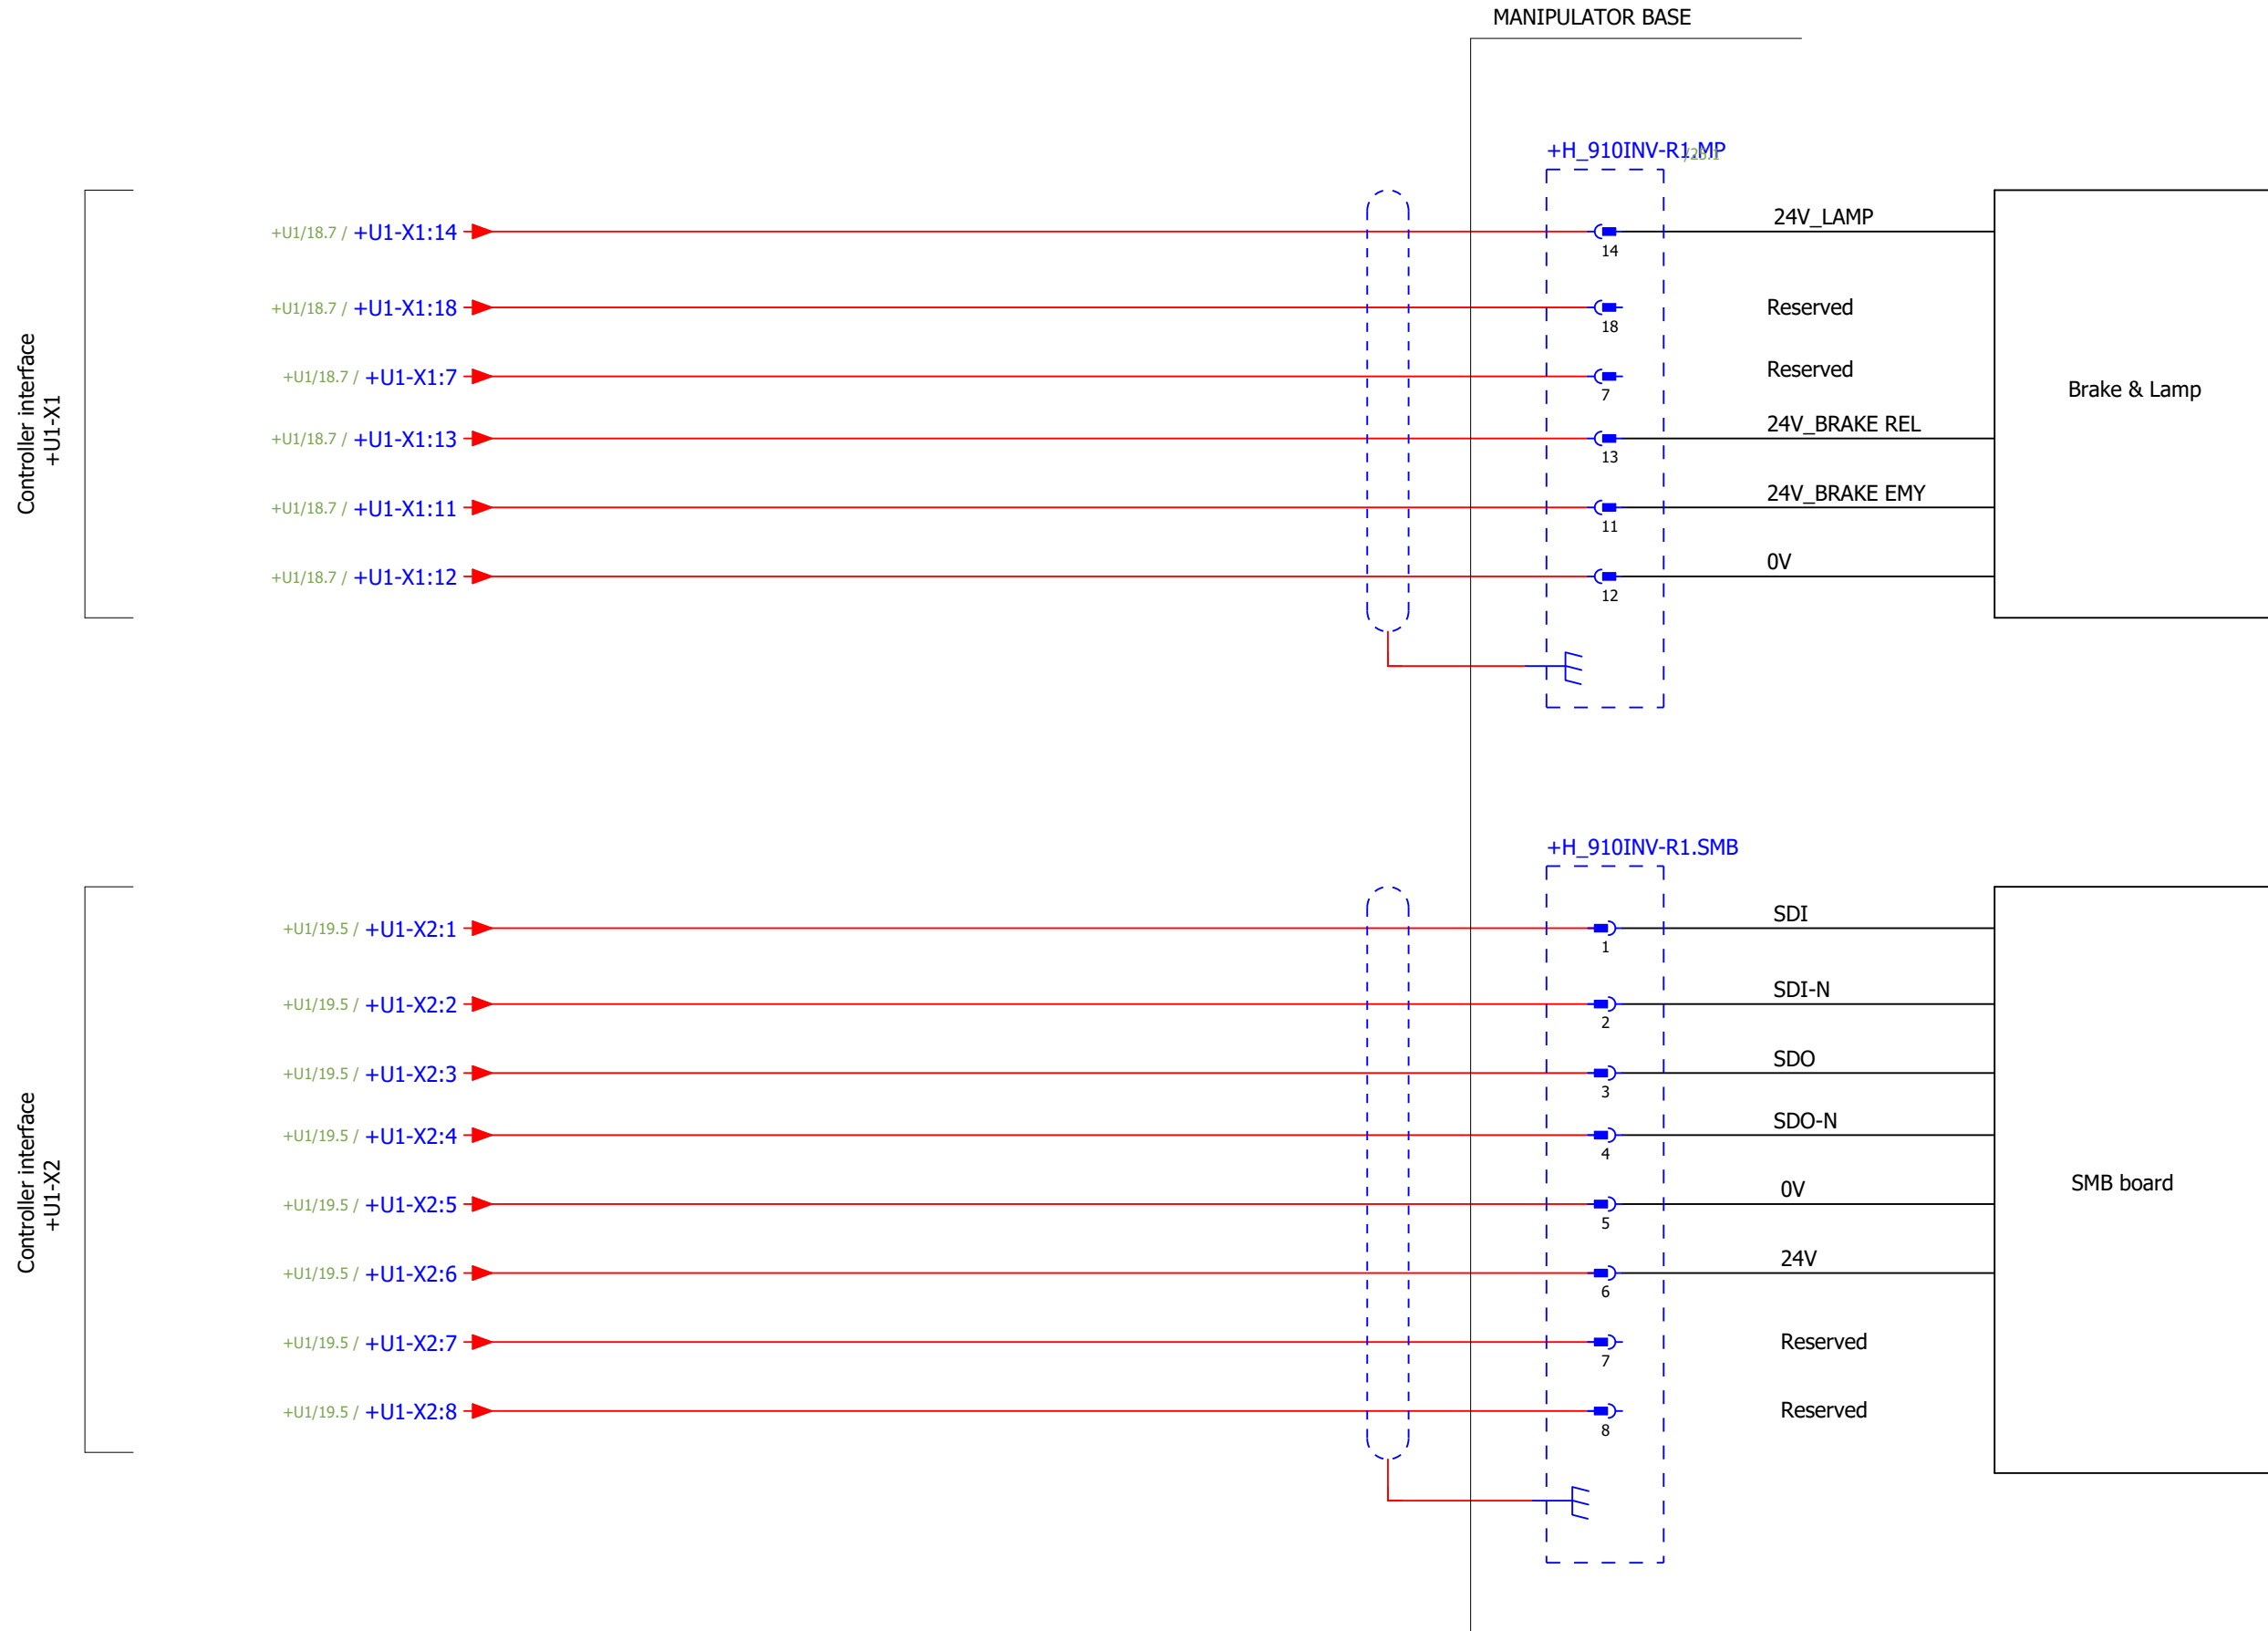 MANIPULATOR BASE
+H_910INV-R1.MP
Controller interface
+U1-X1
+U1/18.7 / +U1-X1:14
14
24V_LAMP
+U1/18.7 / +U1-X1:18
18
Reserved
+U1/18.7 / +U1-X1:7
7
Reserved
+U1/18.7 / +U1-X1:13
13
24V_BRAKE REL
+U1/18.7 / +U1-X1:11
11
24V_BRAKE EMY
+U1/18.7 / +U1-X1:12
12
0V
Brake & Lamp
+H_910INV-R1.SMB
Controller interface
+U1-X2
+U1/19.5 / +U1-X2:1
1
SDI
+U1/19.5 / +U1-X2:2
2
SDI-N
+U1/19.5 / +U1-X2:3
3
SDO
+U1/19.5 / +U1-X2:4
4
SDO-N
+U1/19.5 / +U1-X2:5
5
0V
+U1/19.5 / +U1-X2:6
6
24V
+U1/19.5 / +U1-X2:7
7
Reserved
+U1/19.5 / +U1-X2:8
8
Reserved
SMB board